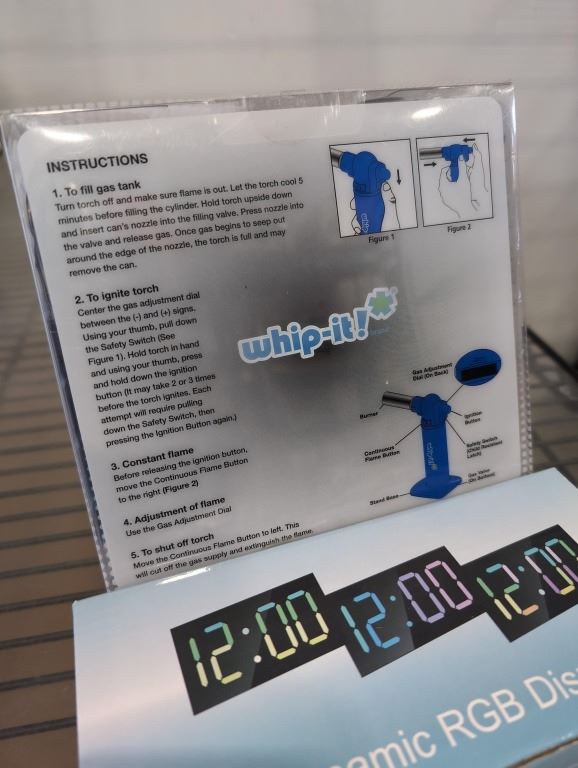 INSTRUCTIONS
1. To fill gas tank
Turn torch off and make sure flame is out. Let the torch cool 5
minutes before filling the cylinder. Hold torch upside down
and insert can's nozzle into the filling valve. Press nozzle into
the valve and release gas. Once gas begins to seep out
around the edge of the nozzle, the torch is full and may
remove the can.
Figure 1
Figure 2
2. To ignite torch
Center the gas adjustment dial
between the (-) and (+) signs.
Using your thumb, pull down
the Safety Switch (See
Figure 1). Hold torch in hand
and using your thumb, press
and hold down the ignition
button (It may take 2 or 3 times
before the torch ignites. Each
attempt will require pulling
down the Safety Switch, then
pressing the Ignition Button again.)
whip-it!
Gas Adjustment
Dial (On Back)
Burner
Ignition
Button
Continuous
Flame Button
Safety Switch
(Child Resistant
Latch)
Gas Valve
(On Bottom)
Stand Base
3. Constant flame
Before releasing the ignition button,
move the Continuous Flame Button
to the right (Figure 2)
4. Adjustment of flame
Use the Gas Adjustment Dial
5. To shut off torch
Move the Continuous Flame Button to left. This
will cut off the gas supply and extinguish the flame.
12:00 12:00 12:00
namic RGB Dis